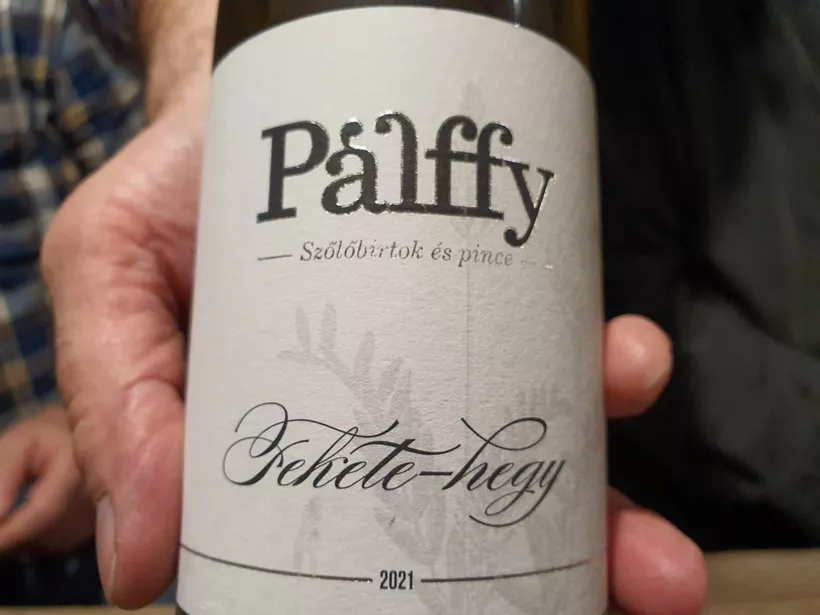 Pálffy
Szőlőbirtok és pince
Fekete-hegy
2021